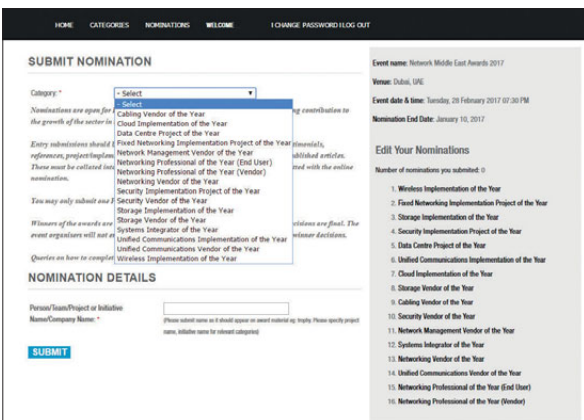 HOME CATEGORIES NOMINATIONS WELCOME I CHANGE PASSWORD I LOG OUT
SUBMIT NOMINATION
Category: *
- Select
- Select
Cabling Vendor of the Year
Cloud Implementation of the Year
Data Centre Project of the Year
Fixed Networking Implementation Project of the Year
Network Management Vendor of the Year
Networking Professional of the Year (End User)
Networking Professional of the Year (Vendor)
Networking Vendor of the Year
Security Implementation Project of the Year
Security Vendor of the Year
Storage Implementation of the Year
Storage Vendor of the Year
Systems Integrator of the Year
Unified Communications Implementation of the Year
Unified Communications Vendor of the Year
Wireless Implementation of the Year
Nominations are open for contribution to
the growth of the sector in
Entry submissions should
references, project/implem ublished articles.
These must be collated int tted with the online
nomination.
You may only submit one
Winners of the awards are cisions are final. The
event organisers will not winner decisions.
Queries on how to complet
NOMINATION DETAILS
Person/Team/Project or Initiative
Name/Company Name: *
(Please submit name as it should appear on award material eg. trophy. Please specify project
name, initiative name for relevant categories)
SUBMIT
Event name: Network Middle East Awards 2017
Venue: Dubai, UAE
Event date & time: Tuesday, 28 February 2017 07:30 PM
Nomination End Date: January 10, 2017
Edit Your Nominations
Number of nominations you submited: 0
1. Wireless Implementation of the Year
2. Fixed Networking Implementation Project of the Year
3. Storage Implementation of the Year
4. Security Implementation Project of the Year
5. Data Centre Project of the Year
6. Unified Communications Implementation of the Year
7. Cloud Implementation of the Year
8. Storage Vendor of the Year
9. Cabling Vendor of the Year
10. Security Vendor of the Year
11. Network Management Vendor of the Year
12. Systems Integrator of the Year
13. Networking Vendor of the Year
14. Unified Communications Vendor of the Year
15. Networking Professional of the Year (End User)
16. Networking Professional of the Year (Vendor)